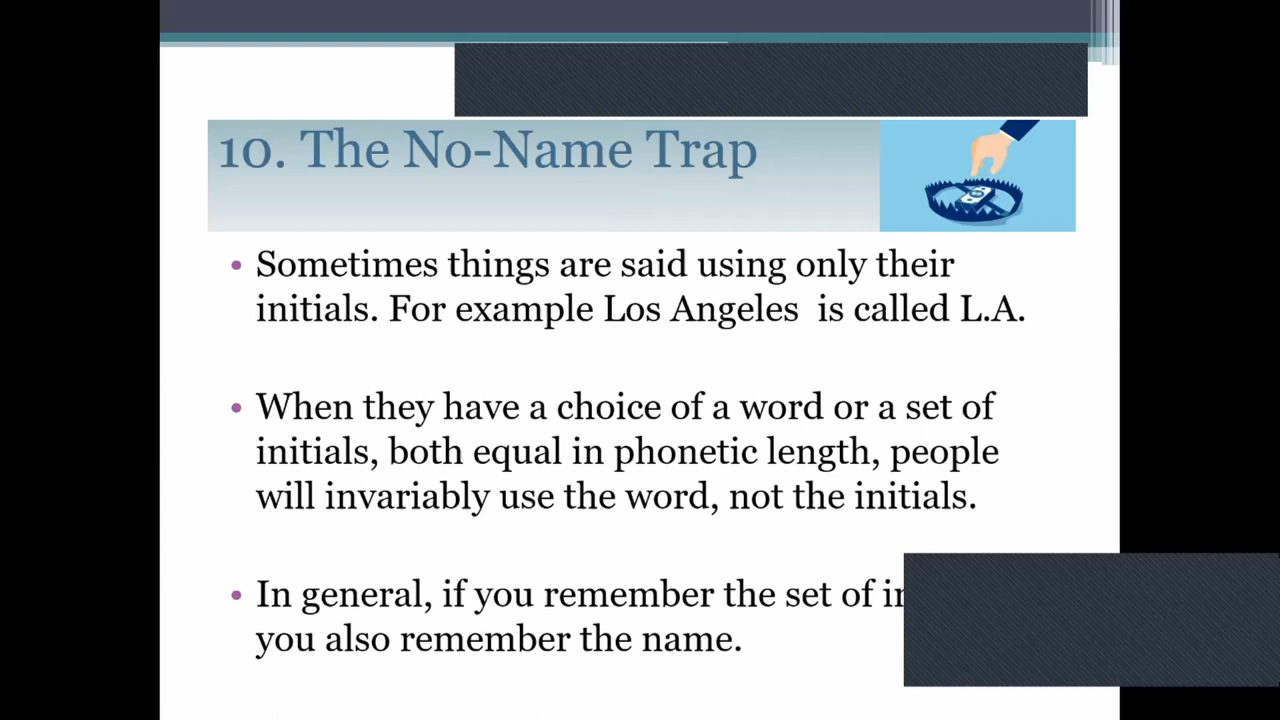 10. The No-Name Trap
• Sometimes things are said using only their
initials. For example Los Angeles  is called L.A.
• When they have a choice of a word or a set of
initials, both equal in phonetic length, people
will invariably use the word, not the initials.
• In general, if you remember the set of
you also remember the name.